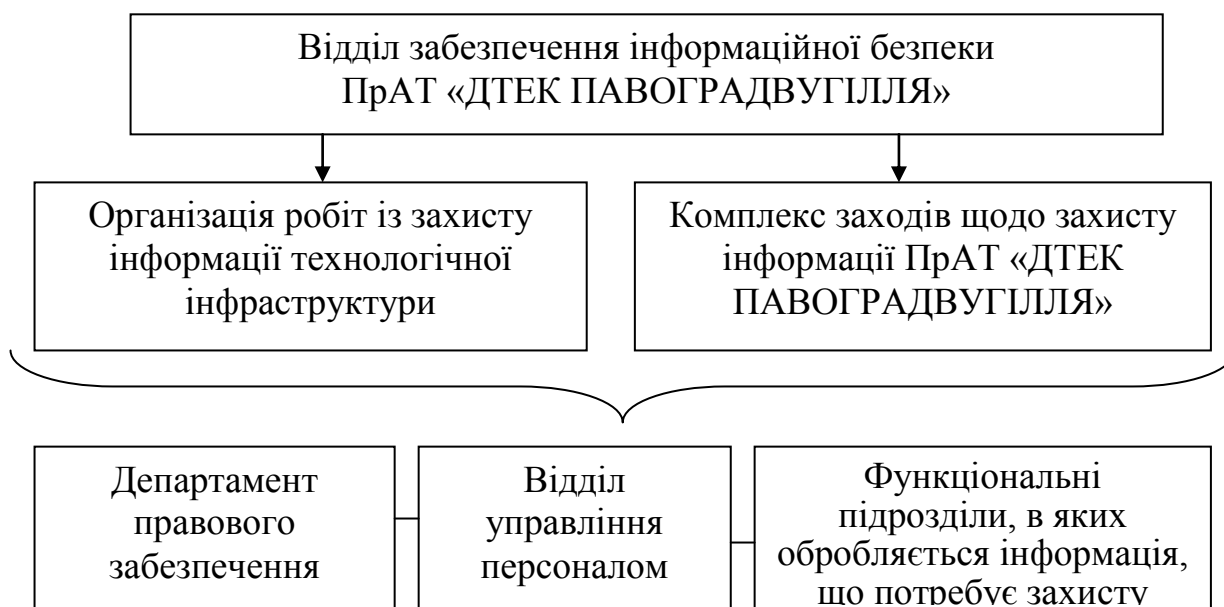 Відділ забезпечення інформаційної безпеки
ПрАТ «ДТЕК ПАВОГРАДВУГІЛЛЯ»
Організація робіт із захисту
інформації технологічної
інфраструктури
Комплекс заходів щодо захисту
інформації ПрАТ «ДТЕК
ПАВОГРАДВУГІЛЛЯ»
Департамент
правового
забезпечення
Відділ
управління
персоналом
Функціональні
підрозділи, в яких
обробляється інформація,
що потребує захисту